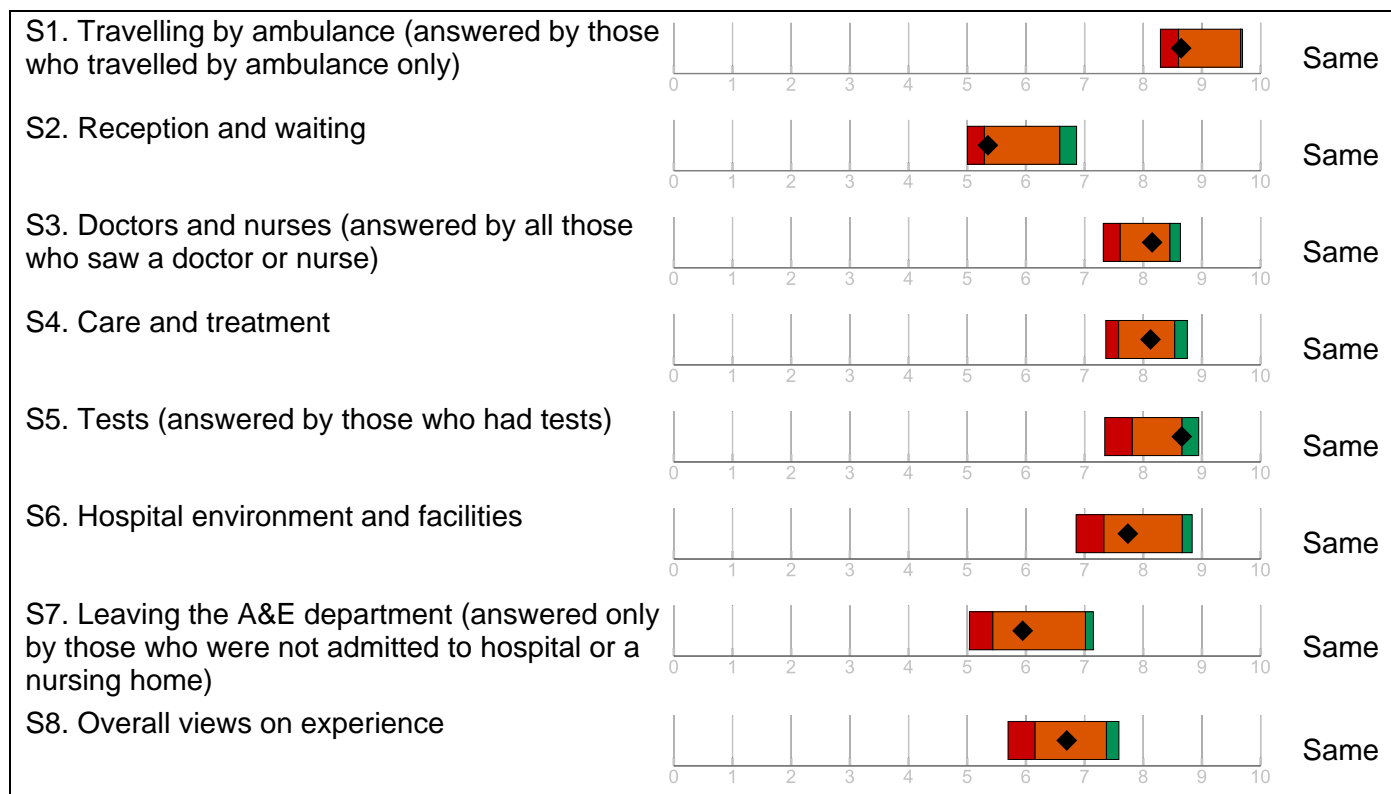 S1. Travelling by ambulance (answered by those
who travelled by ambulance only)
0 1 2 3 4 5 6 7 8 9 10
Same
S2. Reception and waiting
0 1 2 3 4 5 6 7 8 9 10
Same
S3. Doctors and nurses (answered by all those
who saw a doctor or nurse)
0 1 2 3 4 5 6 7 8 9 10
Same
S4. Care and treatment
0 1 2 3 4 5 6 7 8 9 10
Same
S5. Tests (answered by those who had tests)
0 1 2 3 4 5 6 7 8 9 10
Same
S6. Hospital environment and facilities
0 1 2 3 4 5 6 7 8 9 10
Same
S7. Leaving the A&E department (answered only
by those who were not admitted to hospital or a
nursing home)
0 1 2 3 4 5 6 7 8 9 10
Same
S8. Overall views on experience
0 1 2 3 4 5 6 7 8 9 10
Same